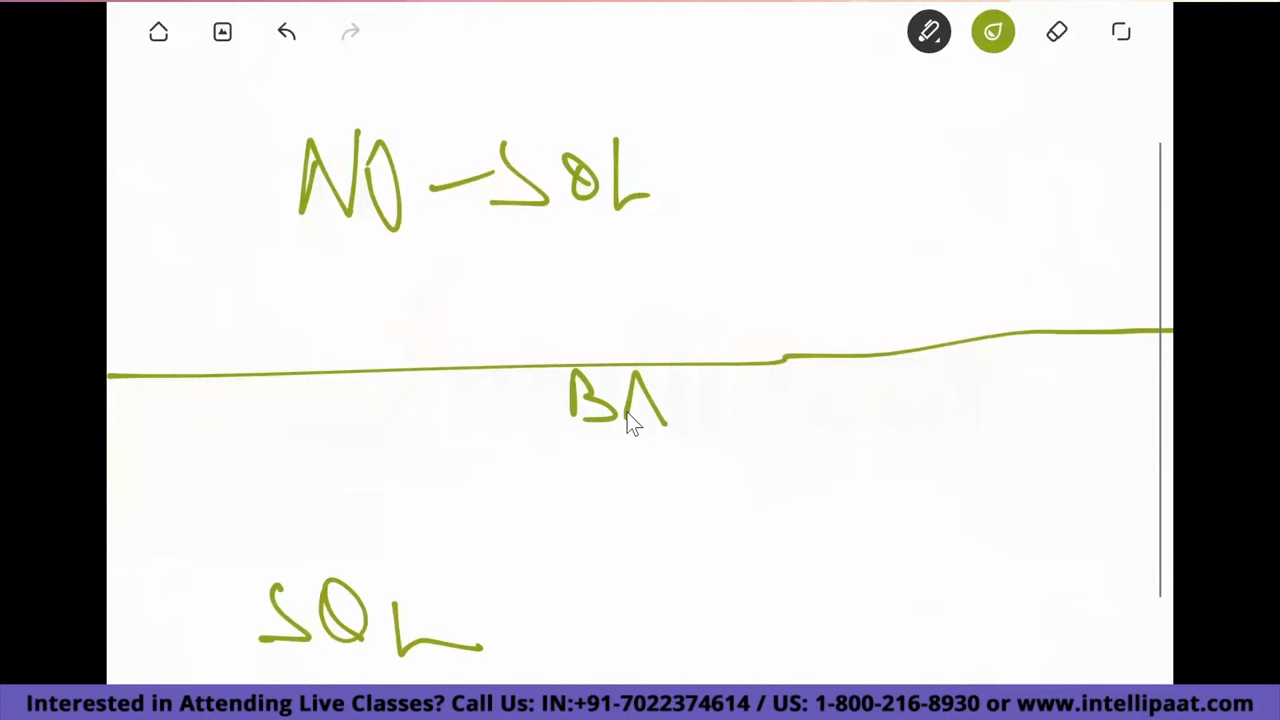 NO-SQL
BA
SQL
Interested in Attending Live Classes? Call Us: IN:+91-7022374614 / US: 1-800-216-8930 or www.intellipaat.com